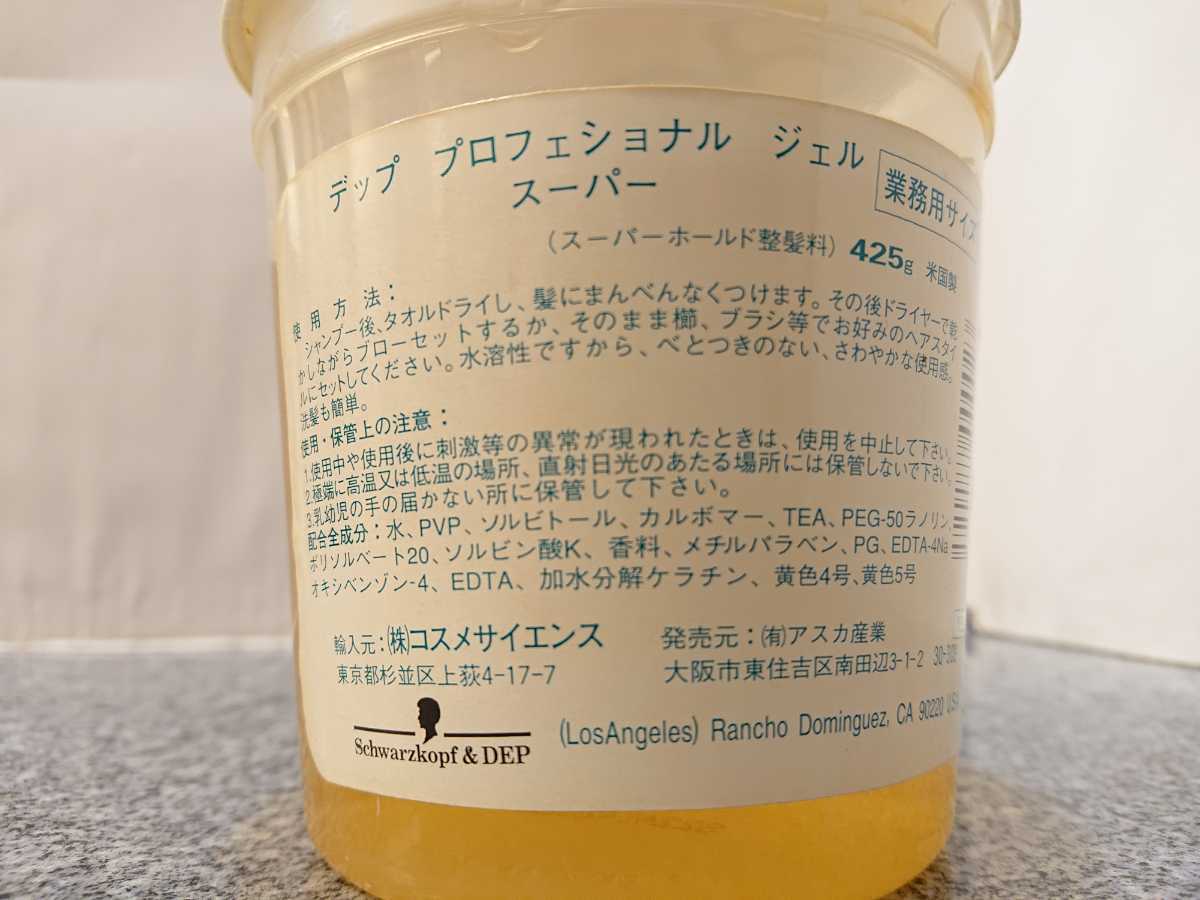 デップ プロフェショナル ジェル
スーパー
業務用サイズ
(スーパーホールド整髪料) 425g 米国製
使用方法：
シャンプー後、タオルドライし、髪にまんべんなくつけます。その後ドライヤーで乾
かしながらブローセットするか、そのまま櫛、ブラシ等でお好みのヘアスタイ
ルにセットしてください。水溶性ですから、べとつきのない、さわやかな使用感。
洗髪も簡単。
使用・保管上の注意：
1.使用中や使用後に刺激等の異常が現われたときは、使用を中止して下さい。
2.極端に高温又は低温の場所、直射日光のあたる場所には保管しないで下さい。
3.乳幼児の手の届かない所に保管して下さい。
配合全成分：水、PVP、ソルビトール、カルボマー、TEA、PEG-50ラノリン、
ポリソルベート20、ソルビン酸K、香料、メチルパラベン、PG、EDTA-4Na
オキシベンゾン-4、EDTA、加水分解ケラチン、黄色4号、黄色5号
輸入元：(株)コスメサイエンス
東京都杉並区上荻4-17-7
発売元：(有)アスカ産業
大阪市東住吉区南田辺3-1-2
Schwarzkopf & DEP
(LosAngeles) Rancho Dominguez, CA 90220 USA